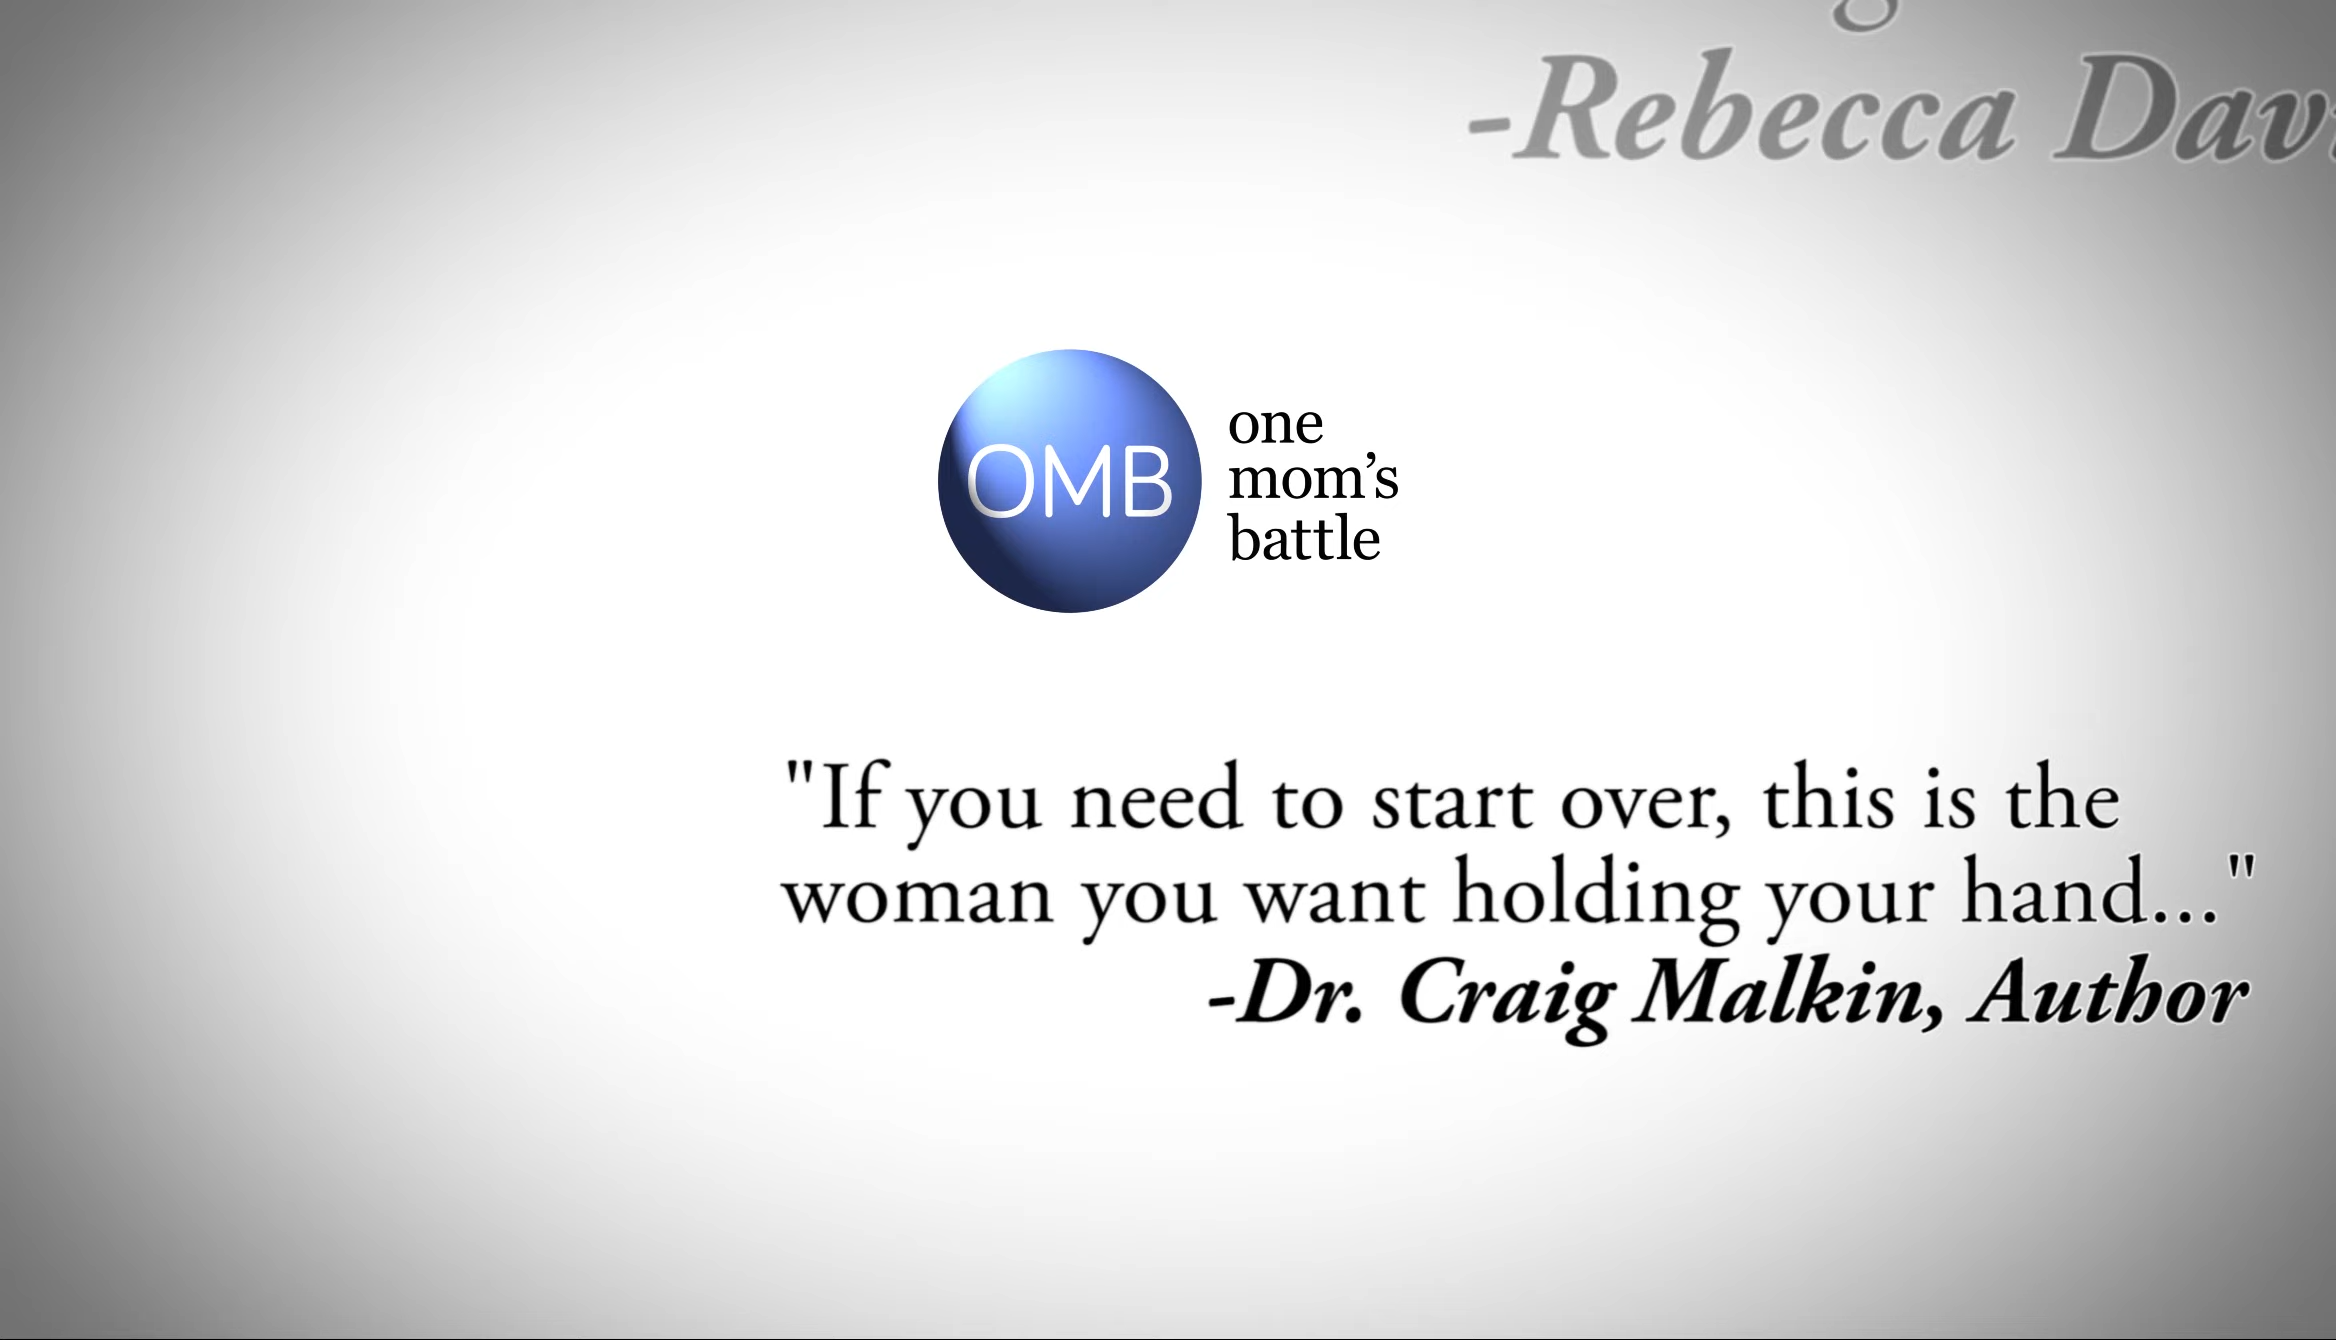 -Rebecca
OMB
one
mom’s
battle
"If you need to start over, this is the
woman you want holding your hand..."
-Dr. Craig Malkin, Author